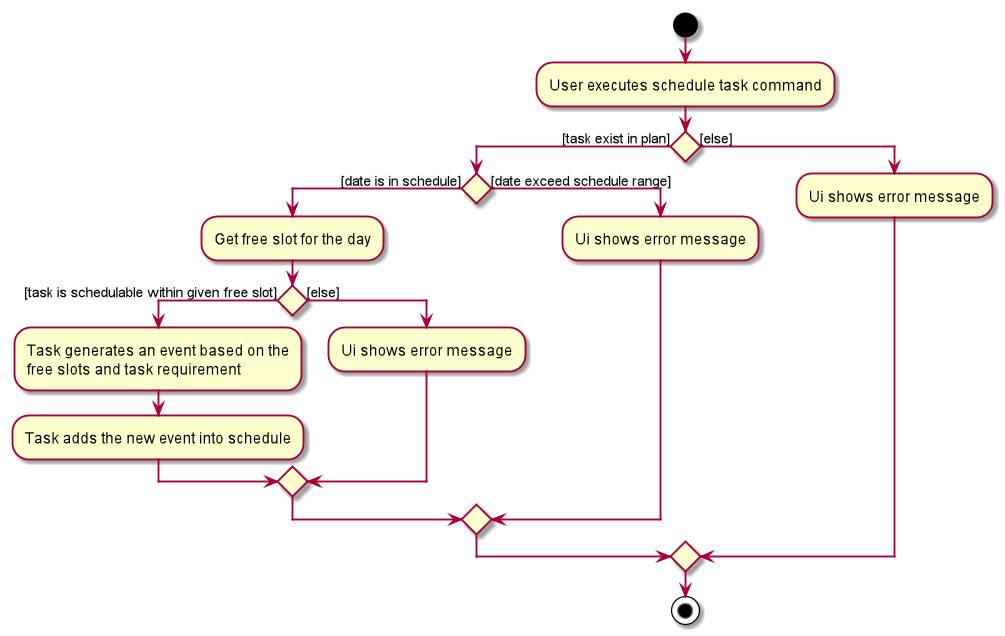 User executes schedule task command
[task exist in plan]
[else]
[date is in schedule]
[date exceed schedule range]
Ui shows error message
Get free slot for the day
Ui shows error message
[task is schedulable within given free slot]
[else]
Task generates an event based on the
free slots and task requirement
Ui shows error message
Task adds the new event into schedule